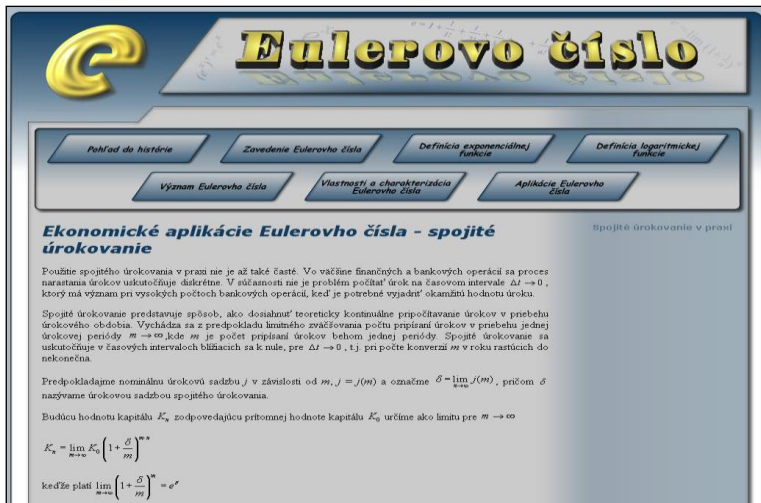 Eulerovo číslo
Pohľad do histórie
Zavedenie Eulerovho čísla
Definícia exponenciálnej
funkcie
Definícia logaritmickej
funkcie
Význam Eulerovho čísla
Vlastnosti a charakterizácia
Eulerovho čísla
Aplikácie Eulerovho
čísla
Ekonomické aplikácie Eulerovho čísla – spojité
úrokovanie
Spojité úrokovanie v praxi
Použitie spojitého úrokovania v praxi nie je až také časté. Vo väčšine finančných a bankových operácií sa proces
narastania úrokov uskutočňuje diskrétne. V súčasnosti nie je problém počítať úrok na časovom intervale Δt → 0 ,
ktorý má význam pri vysokých počtoch bankových operácií, keď je potrebné vyjadriť okamžitú hodnotu úroku.
Spojité úrokovanie predstavuje spôsob, ako dosiahnuť teoreticky kontinuálne pripočítavanie úrokov v priebehu
úrokového obdobia. Vychádza sa z predpokladu limitného zväčšovania počtu pripísaní úrokov v priebehu jednej
úrokovej periódy m → ∞ ,kde m je počet pripísaní úrokov behom jednej periódy. Spojité úrokovanie sa
uskutočňuje v časových intervaloch blížiacich sa k nule, pre Δt → 0 , t.j. pri počte konverzií m v roku rastúcich do
nekonečna.
Predpokladajme nominálnu úrokovú sadzbu j v závislosti od m, j = j(m) a označme δ = lim j(m) , pričom δ
m→∞
nazývame úrokovou sadzbou spojitého úrokovania.
Budúcu hodnotu kapitálu Kₙ zodpovedajúcu prítomnej hodnote kapitálu K₀ určíme ako limitu pre m → ∞
Kₙ = lim K₀ (1 + δ/m)^mn
m→∞
keďže platí lim (1 + δ/m)^m = e
m→∞